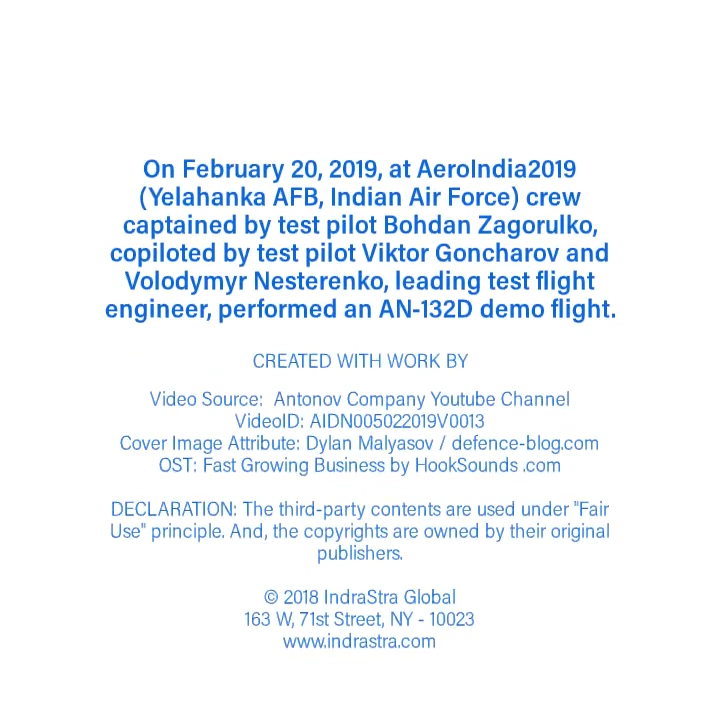 On February 20, 2019, at AeroIndia2019
(Yelahanka AFB, Indian Air Force) crew
captained by test pilot Bohdan Zagorulko,
copiloted by test pilot Viktor Goncharov and
Volodymyr Nesterenko, leading test flight
engineer, performed an AN-132D demo flight.
CREATED WITH WORK BY
Video Source:  Antonov Company Youtube Channel
VideoID: AIDN005022019V0013
Cover Image Attribute: Dylan Malyasov / defence-blog.com
OST: Fast Growing Business by HookSounds .com
DECLARATION: The third-party contents are used under "Fair
Use" principle. And, the copyrights are owned by their original
publishers.
© 2018 IndraStra Global
163 W, 71st Street, NY - 10023
www.indrastra.com